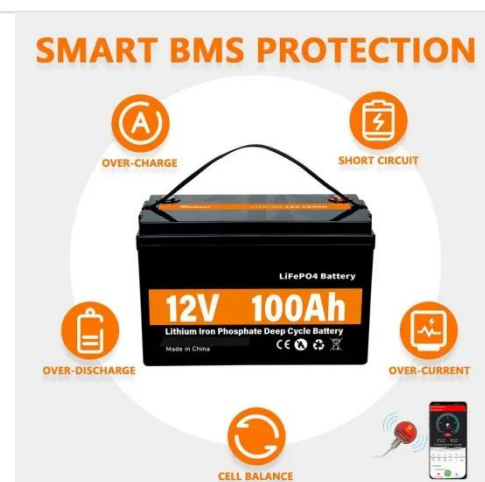 SMART BMS PROTECTION
OVER-CHARGE
SHORT CIRCUIT
LiFePO4 Battery
12V 100Ah
Lithium Iron Phosphate Deep Cycle Battery
Made in China
CE
OVER-DISCHARGE
OVER-CURRENT
CELL BALANCE